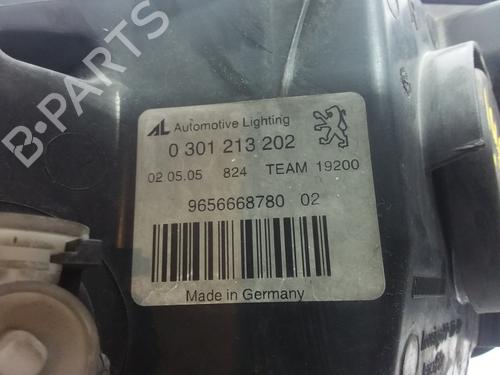 B-PARTS
AL Automotive Lighting
0 301 213 202
02.05.05 824 TEAM 19200
9656668780 02
Made in Germany